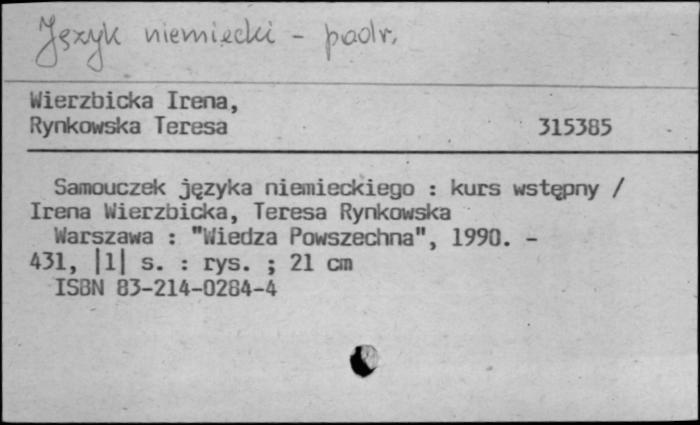 Język niemiecki - podr.
Wierzbicka Irena,
Rynkowska Teresa 315385
Samouczek języka niemieckiego : kurs wstępny /
Irena Wierzbicka, Teresa Rynkowska
Warszawa : "Wiedza Powszechna", 1990. -
431, |1| s. : rys. ; 21 cm
ISBN 83-214-0284-4